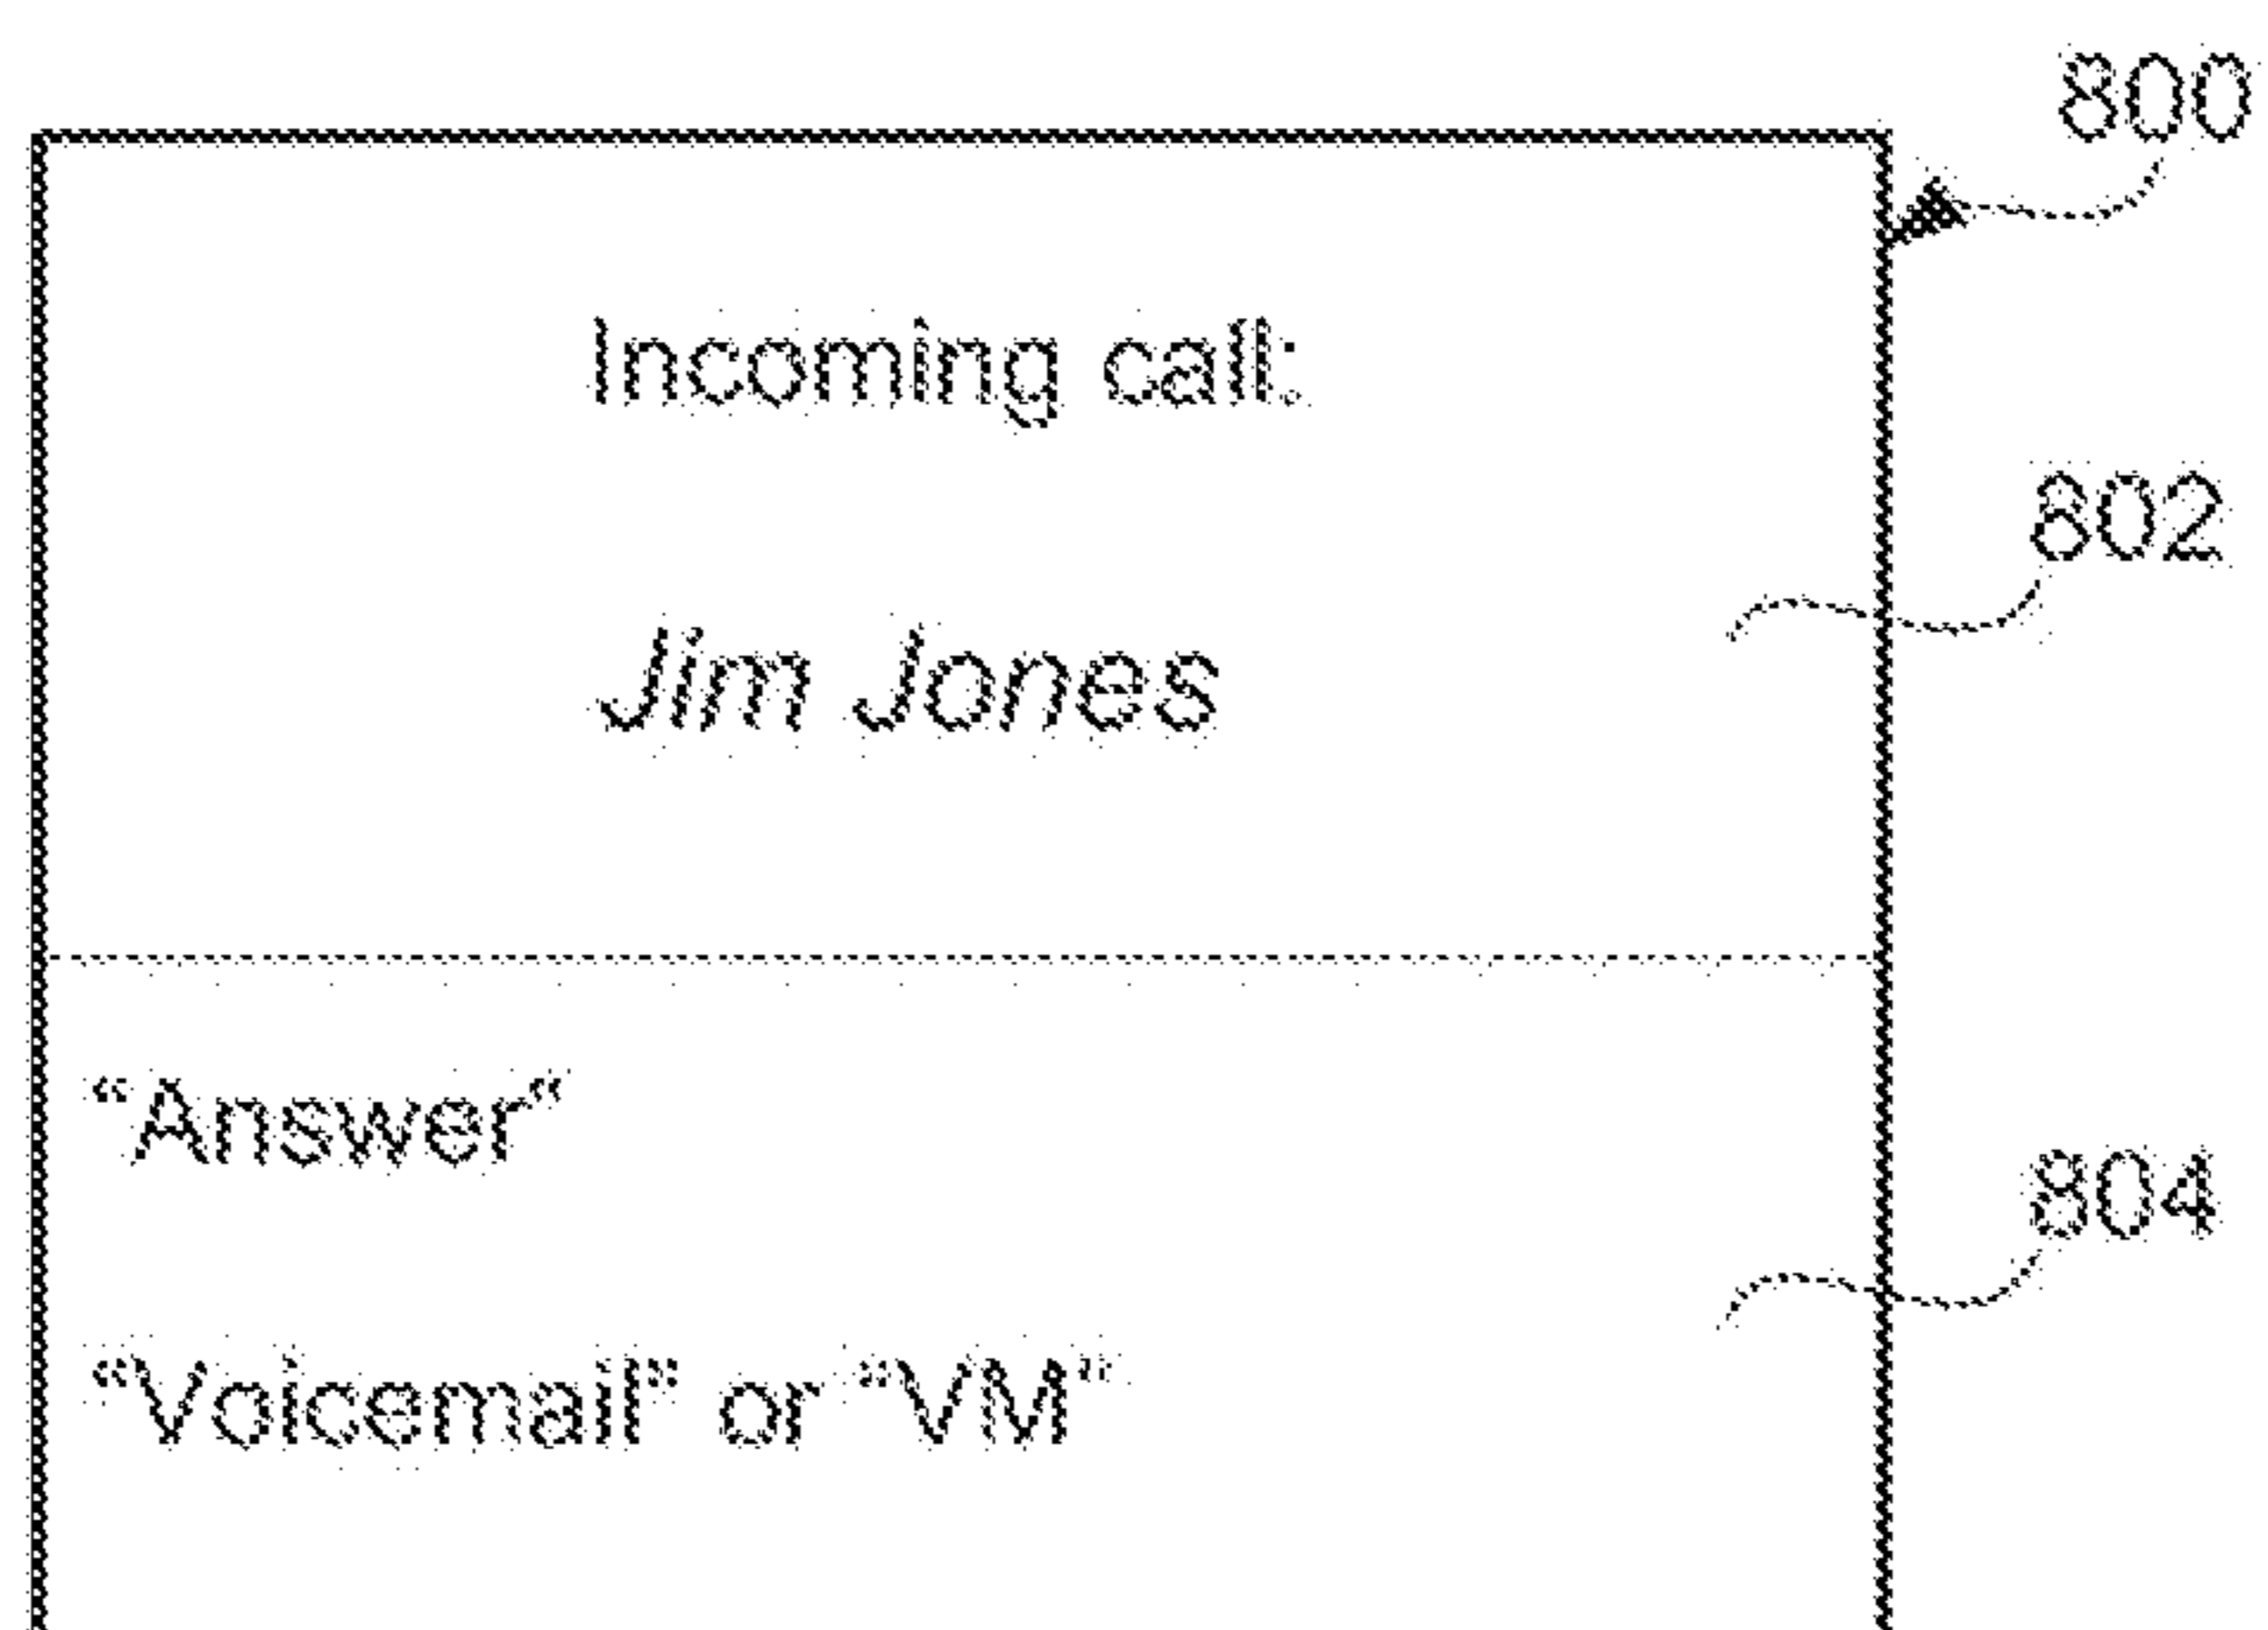 800
Incoming call:
802
Jim Jones
“Answer“
804
“Voicemail” or “VM“